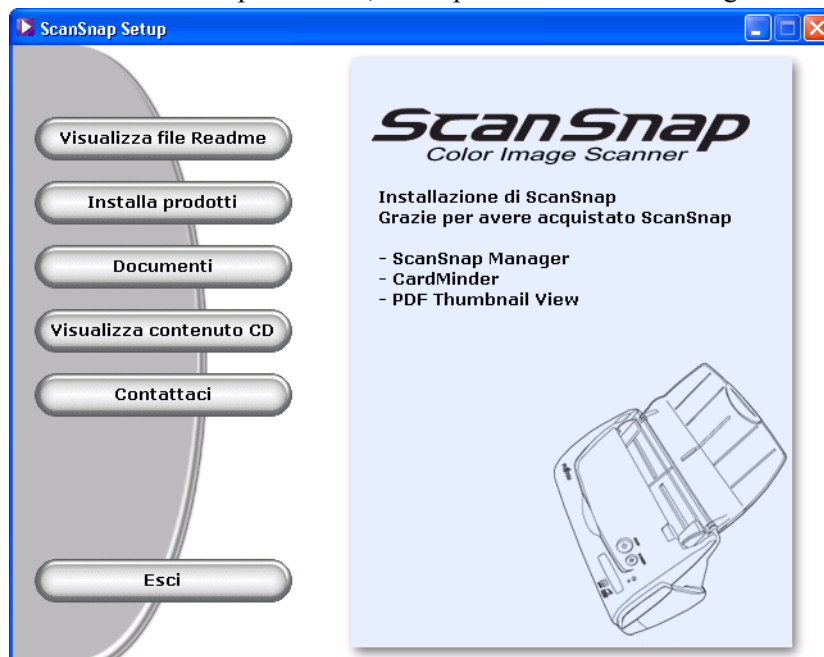 ScanSnap Setup
Visualizza file Readme
Installa prodotti
Documenti
Visualizza contenuto CD
Contattaci
Esci
ScanSnap
Color Image Scanner
Installazione di ScanSnap
Grazie per avere acquistato ScanSnap
- ScanSnap Manager
- CardMinder
- PDF Thumbnail View